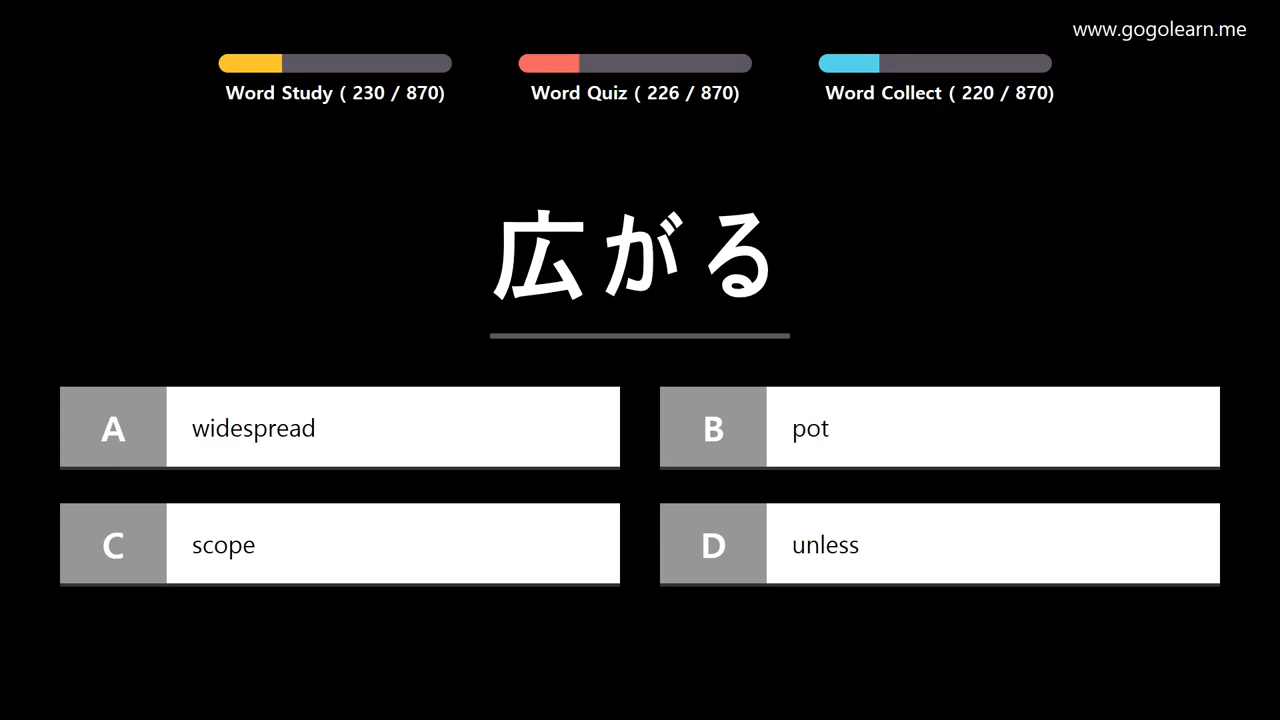 www.gogolearn.me
Word Study ( 230 / 870)
Word Quiz ( 226 / 870)
Word Collect ( 220 / 870)
広がる
A widespread
B pot
C scope
D unless